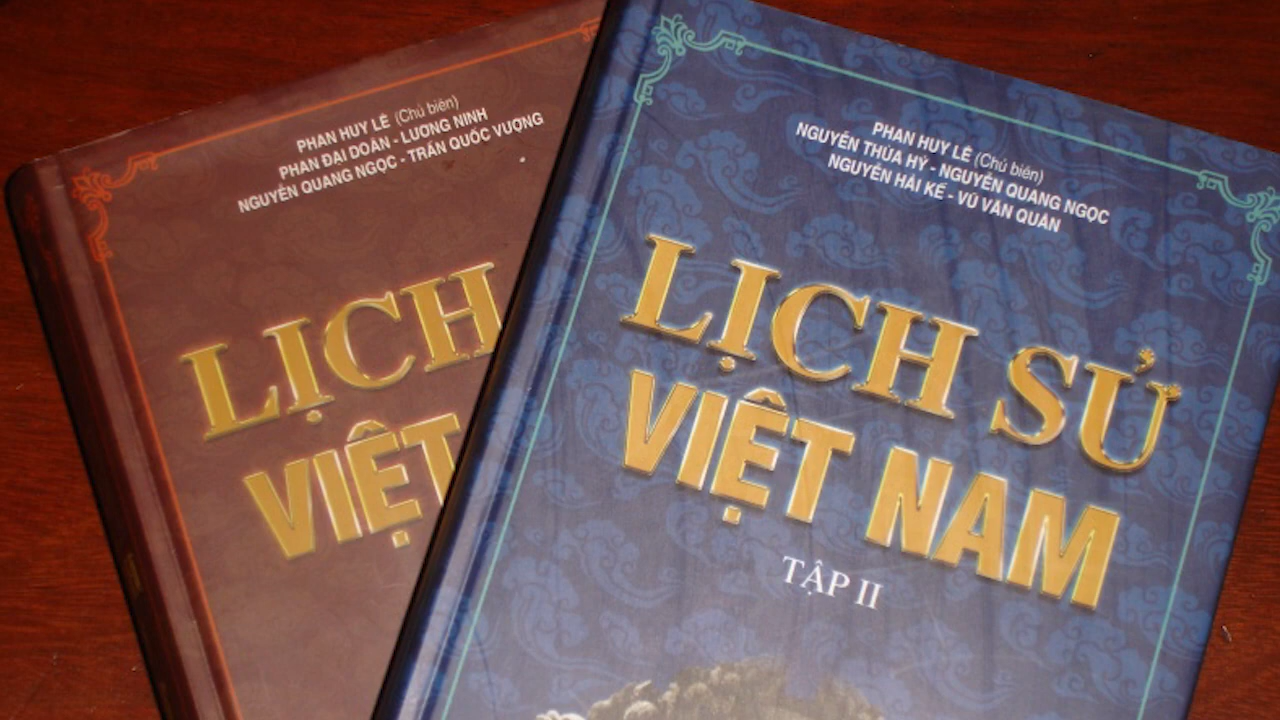 PHAN HUY LÊ (Chủ biên)
PHAN ĐẠI DOÃN - LƯƠNG NINH
NGUYỄN QUANG NGỌC - TRẦN QUỐC VƯỢNG
LỊCH
VIỆT
PHAN HUY LÊ (Chủ biên)
NGUYỄN THỪA HỶ - NGUYỄN QUANG NGỌC
NGUYỄN HẢI KẾ - VŨ VĂN QUÂN
LỊCH SỬ
VIỆT NAM
TẬP II